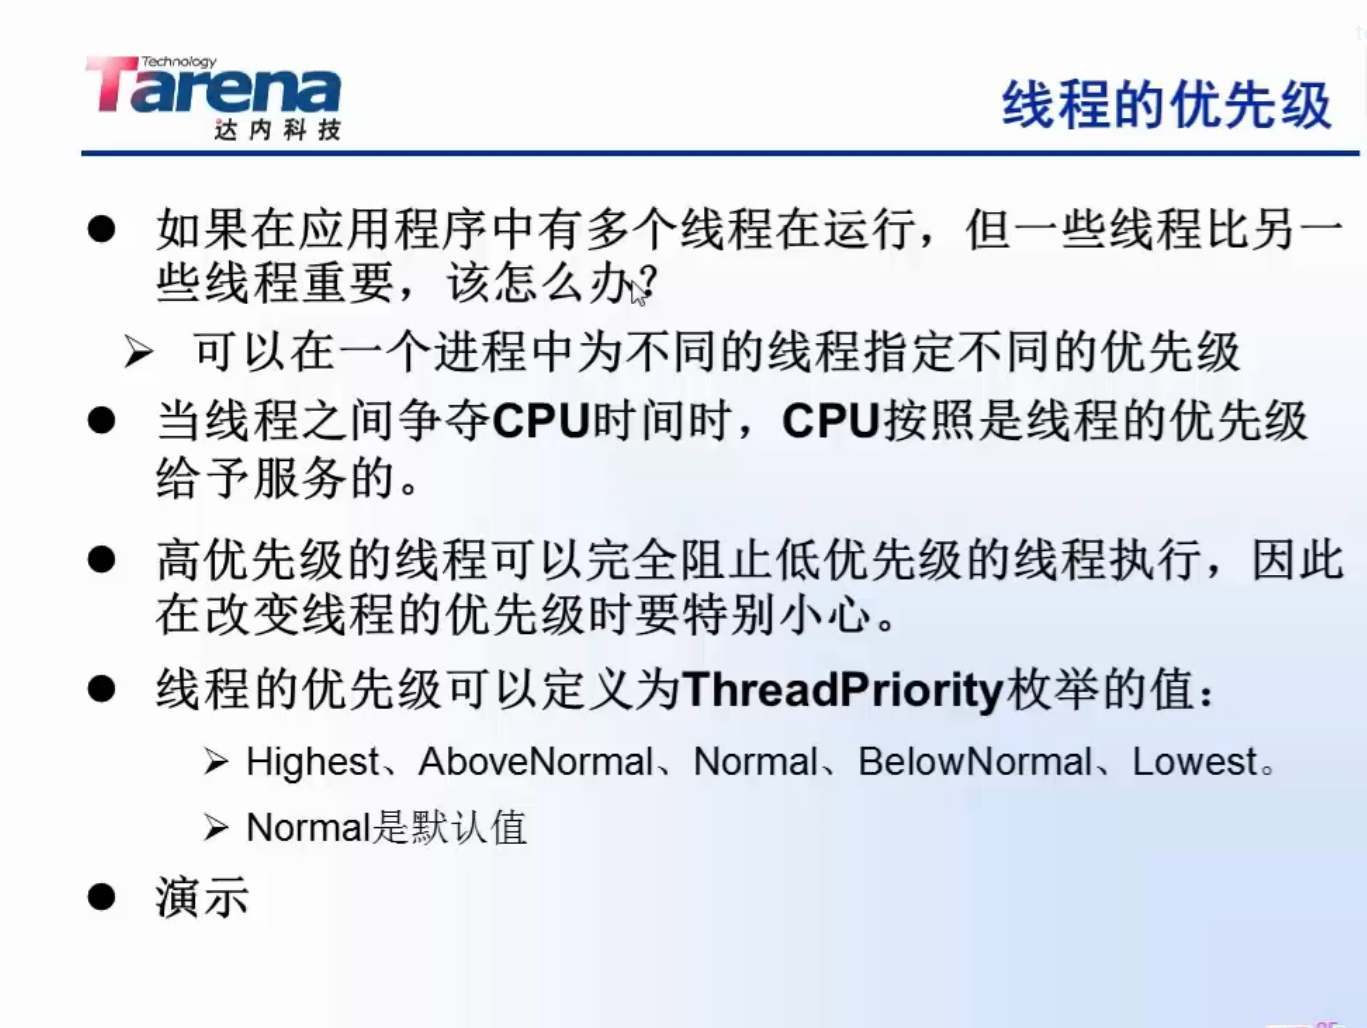 Technology
Tarena
达内科技
线程的优先级
● 如果在应用程序中有多个线程在运行，但一些线程比另一
些线程重要，该怎么办？
➢ 可以在一个进程中为不同的线程指定不同的优先级
● 当线程之间争夺CPU时间时，CPU按照是线程的优先级
给予服务的。
● 高优先级的线程可以完全阻止低优先级的线程执行，因此
在改变线程的优先级时要特别小心。
● 线程的优先级可以定义为ThreadPriority枚举的值：
➢ Highest、AboveNormal、Normal、BelowNormal、Lowest。
➢ Normal是默认值
● 演示